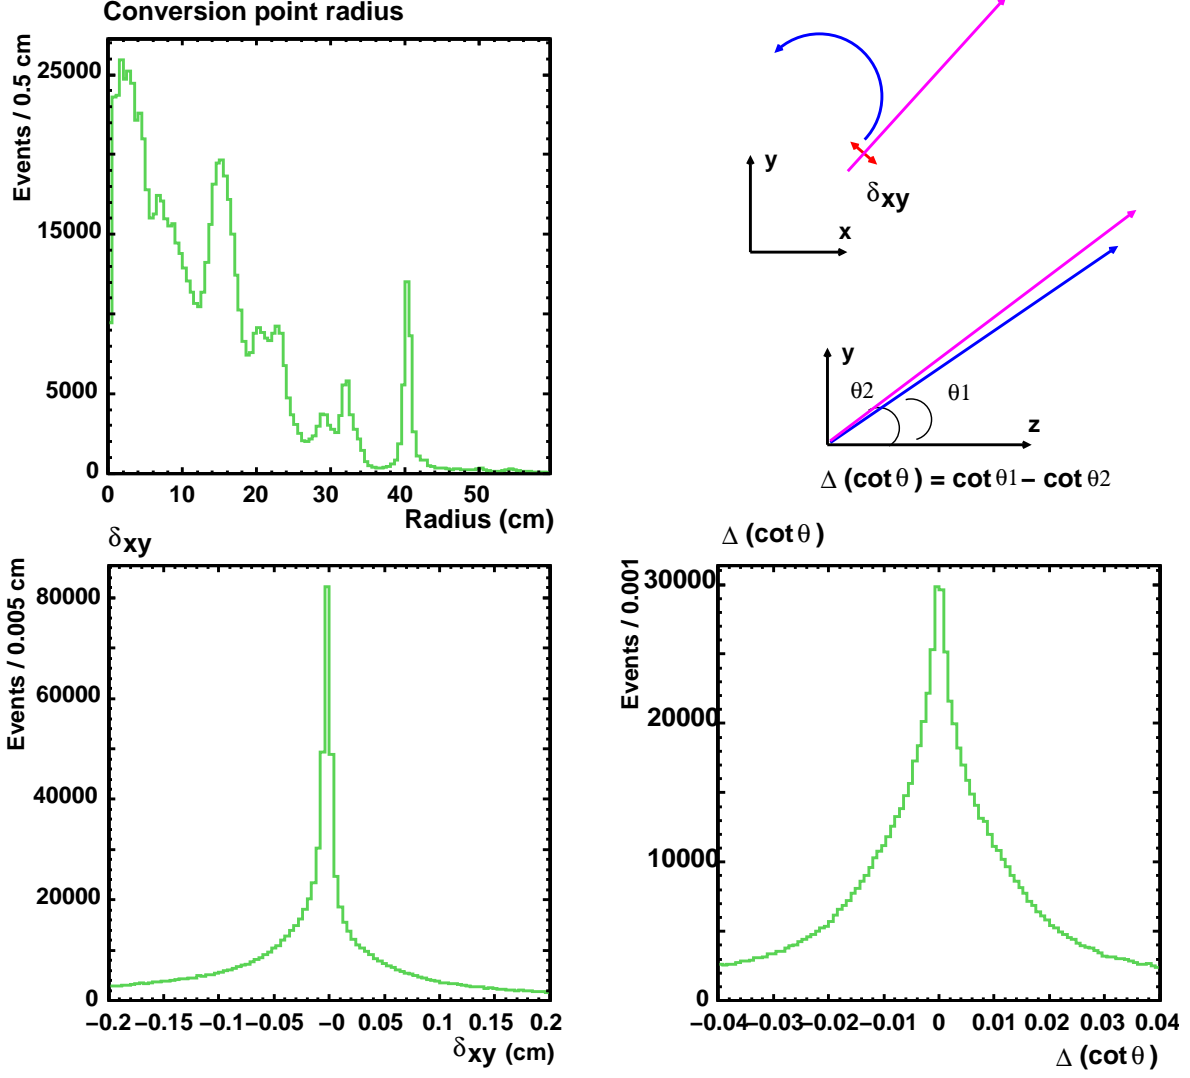 Conversion point radius
Events / 0.5 cm
25000
15000
5000
0
0 10 20 30 40 50
Radius (cm)
y
x
δxy
y
z
θ2
θ1
Δ (cot θ) = cot θ1 − cot θ2
δxy
Events / 0.005 cm
80000
60000
40000
20000
0
−0.2 −0.15 −0.1 −0.05 −0 0.05 0.1 0.15 0.2
δxy (cm)
Δ (cot θ)
Events / 0.001
30000
20000
10000
0
−0.04 −0.03 −0.02 −0.01 0 0.01 0.02 0.03 0.04
Δ (cot θ)